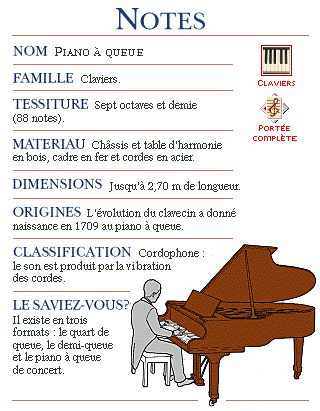 NOTES
NOM PIANO À QUEUE
FAMILLE Claviers.
TESSITURE Sept octaves et demie
(88 notes).
MATERIAU Châssis et table d'harmonie
en bois, cadre en fer et cordes en acier.
DIMENSIONS Jusqu'à 2,70 m de longueur.
ORIGINES L'évolution du clavecin a donné
naissance en 1709 au piano à queue.
CLASSIFICATION Cordophone :
le son est produit par la vibration
des cordes.
LE SAVIEZ-VOUS?
Il existe en trois
formats : le quart de
queue, le demi-queue
et le piano à queue
de concert.
CLAVIERS
PORTÉE
COMPLÈTE